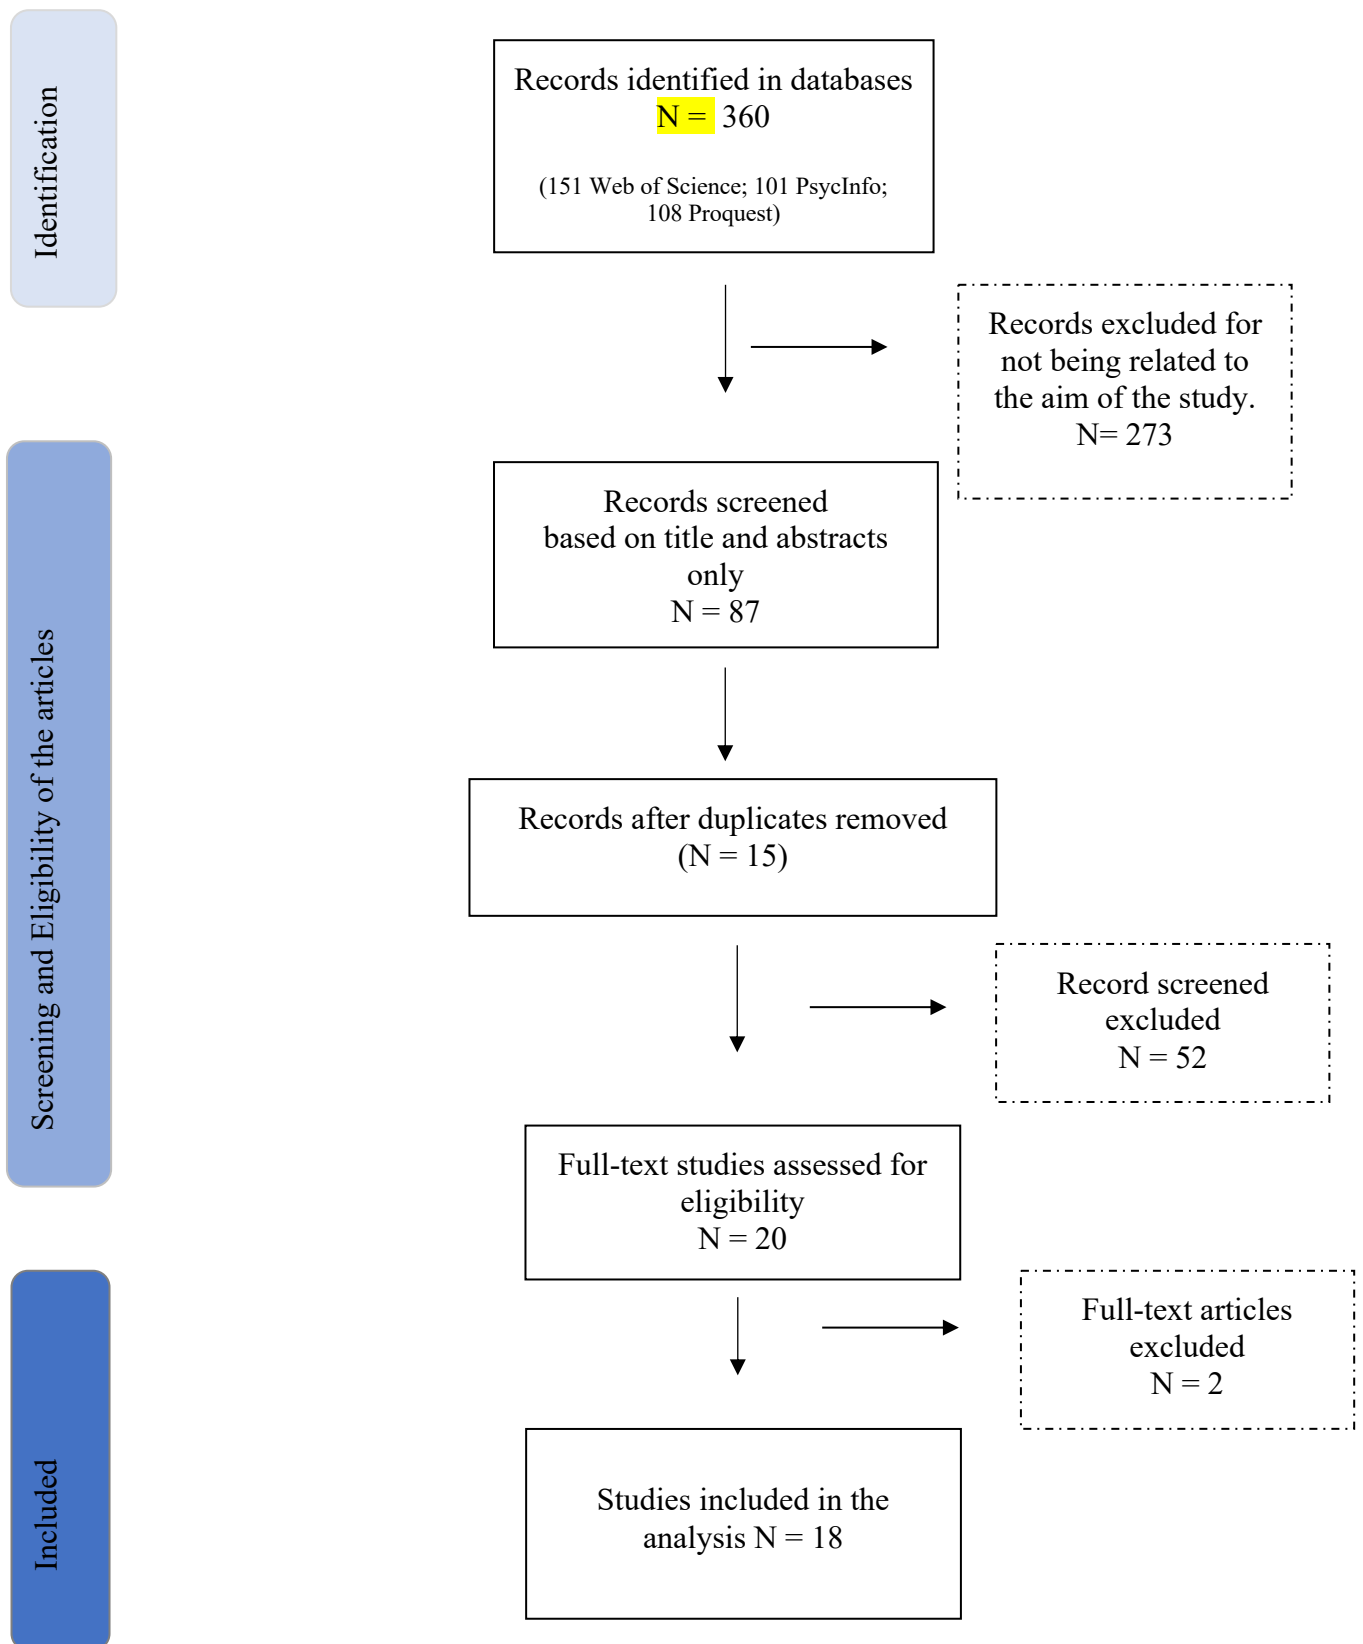 Identification
Records identified in databases
N = 360
(151 Web of Science; 101 PsycInfo;
108 Proquest)
Records excluded for
not being related to
the aim of the study.
N= 273
Screening and Eligibility of the articles
Records screened
based on title and abstracts
only
N = 87
Records after duplicates removed
(N = 15)
Record screened
excluded
N = 52
Full-text studies assessed for
eligibility
N = 20
Included
Full-text articles
excluded
N = 2
Studies included in the
analysis N = 18